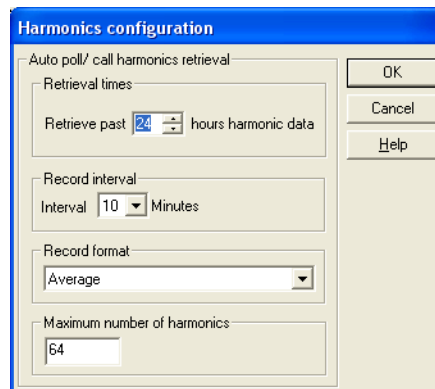 Harmonics configuration
Auto poll/ call harmonics retrieval
OK
Retrieval times
Retrieve past 24 hours harmonic data
Cancel
Help
Record interval
Interval 10 Minutes
Record format
Average
Maximum number of harmonics
64